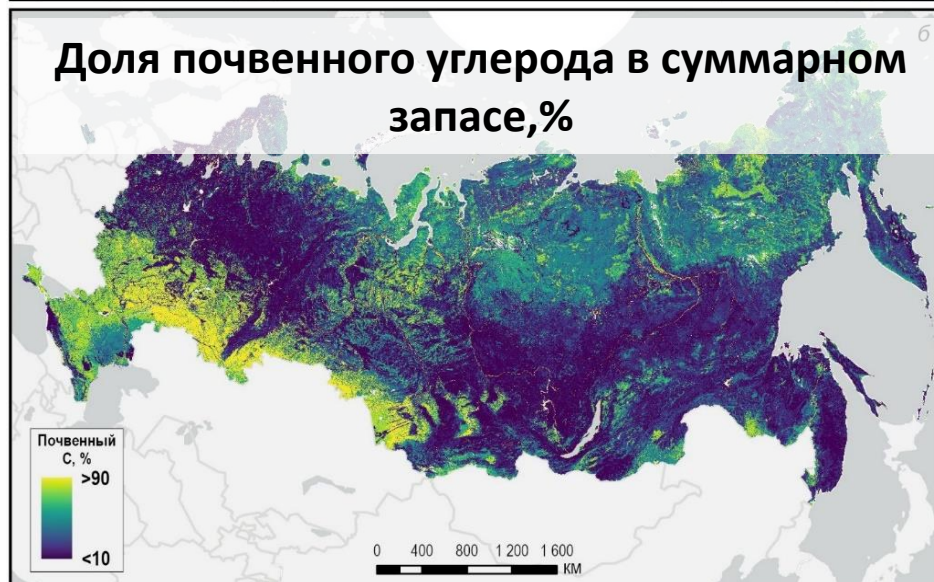 б
Доля почвенного углерода в суммарном
запасе,%
Почвенный
С, %
>90
<10
0 400 800 1 200 1 600
КМ